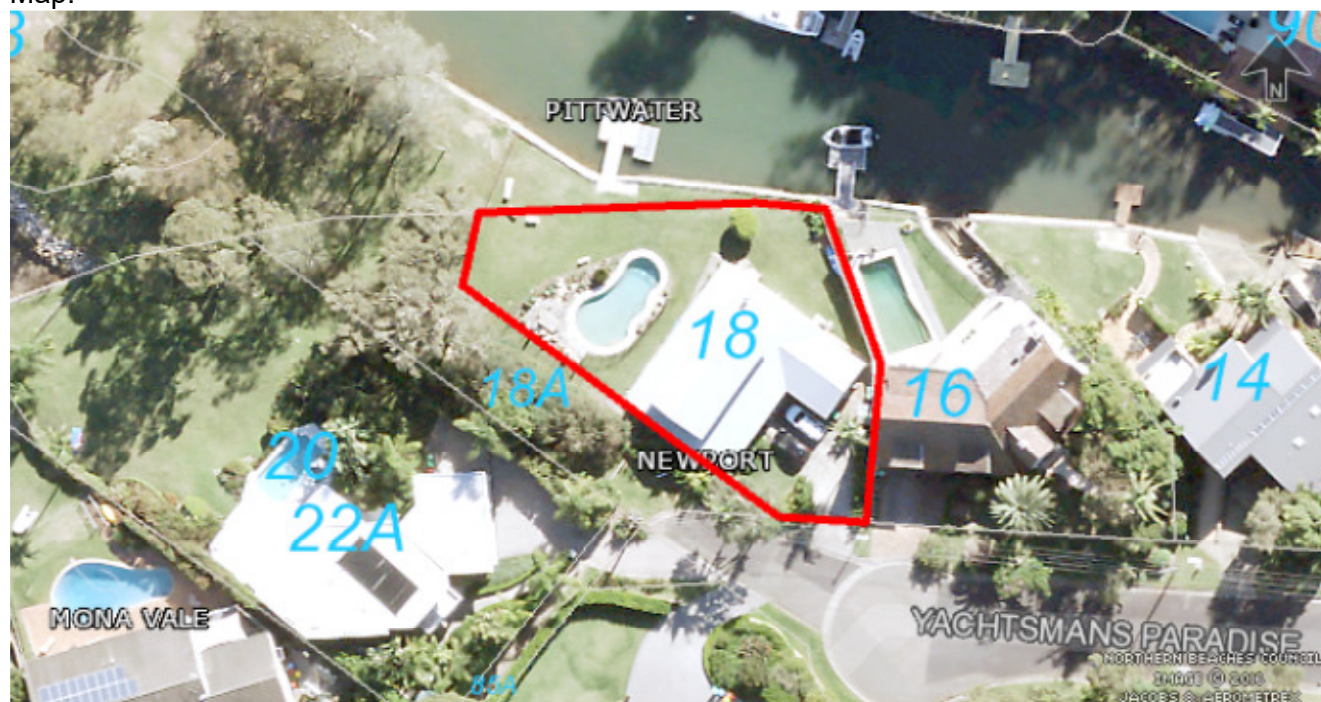 Map:
90
PITTWATER
N
18
18A
16
14
NEWPORT
20
22A
MONA VALE
YACHTSMANS PARADISE
NORTHERN BEACHES COUNCIL
IMAGE © 2016
JACOBS & AEROMETREX
88A